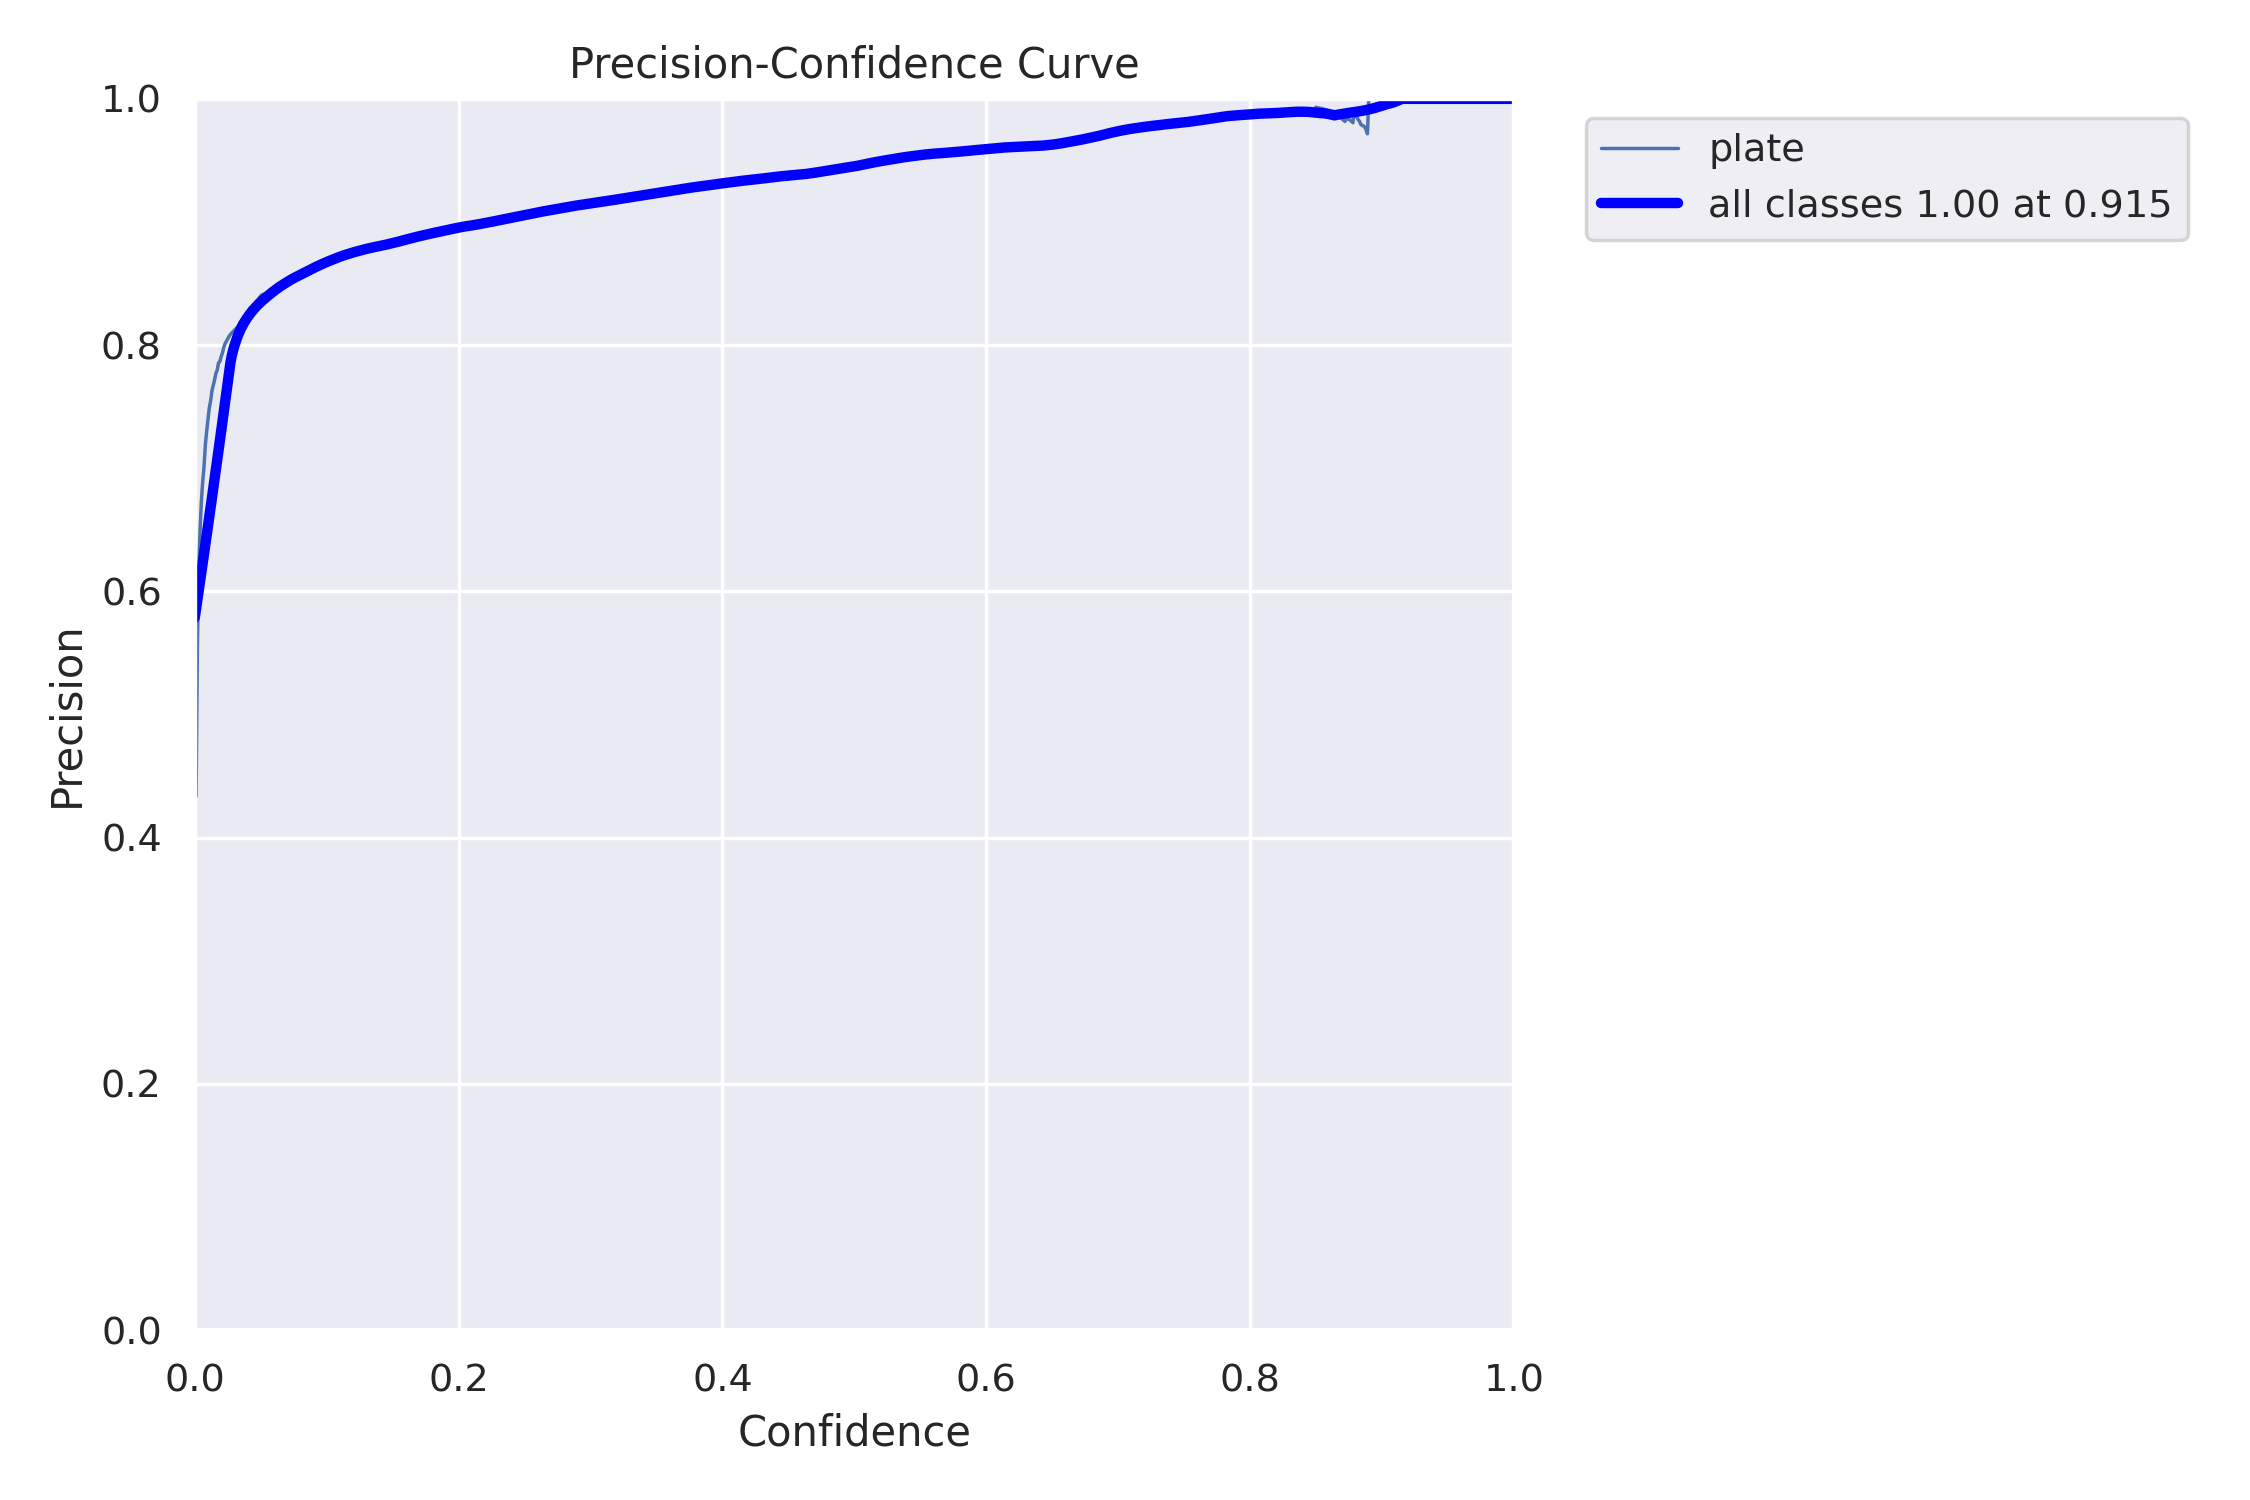 Precision-Confidence Curve
1.0
0.8
0.6
0.4
0.2
0.0
Precision
0.0 0.2 0.4 0.6 0.8 1.0
Confidence
plate
all classes 1.00 at 0.915